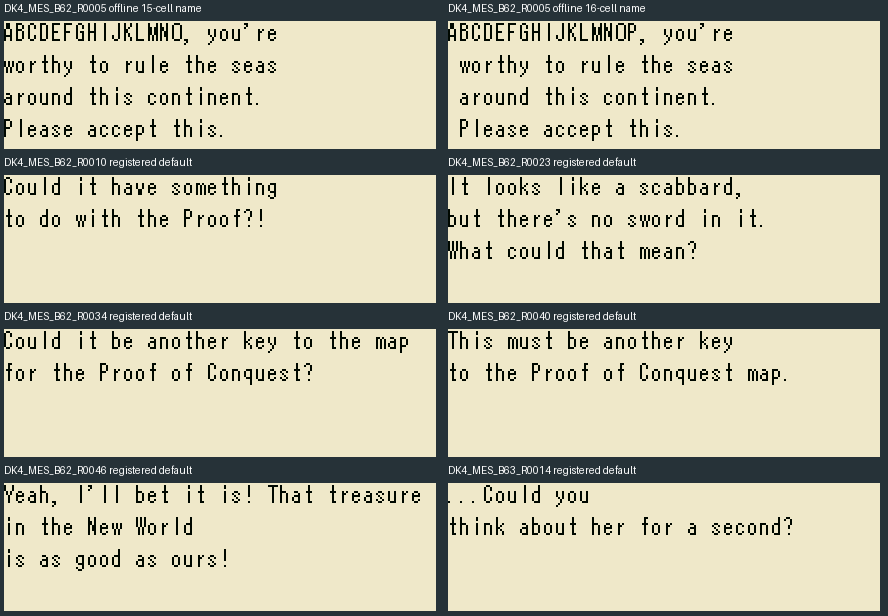 DK4_MES_B62_R0005 offline 15-cell name
ABCDEFGHIJKLMNO, you're
worthy to rule the seas
around this continent.
Please accept this.
DK4_MES_B62_R0005 offline 16-cell name
ABCDEFGHIJKLMNOP, you're
worthy to rule the seas
around this continent.
Please accept this.
DK4_MES_B62_R0010 registered default
Could it have something
to do with the Proof?!
DK4_MES_B62_R0023 registered default
It looks like a scabbard,
but there's no sword in it.
What could that mean?
DK4_MES_B62_R0034 registered default
Could it be another key to the map
for the Proof of Conquest?
DK4_MES_B62_R0040 registered default
This must be another key
to the Proof of Conquest map.
DK4_MES_B62_R0046 registered default
Yeah, I'll bet it is! That treasure
in the New World
is as good as ours!
DK4_MES_B63_R0014 registered default
...Could you
think about her for a second?